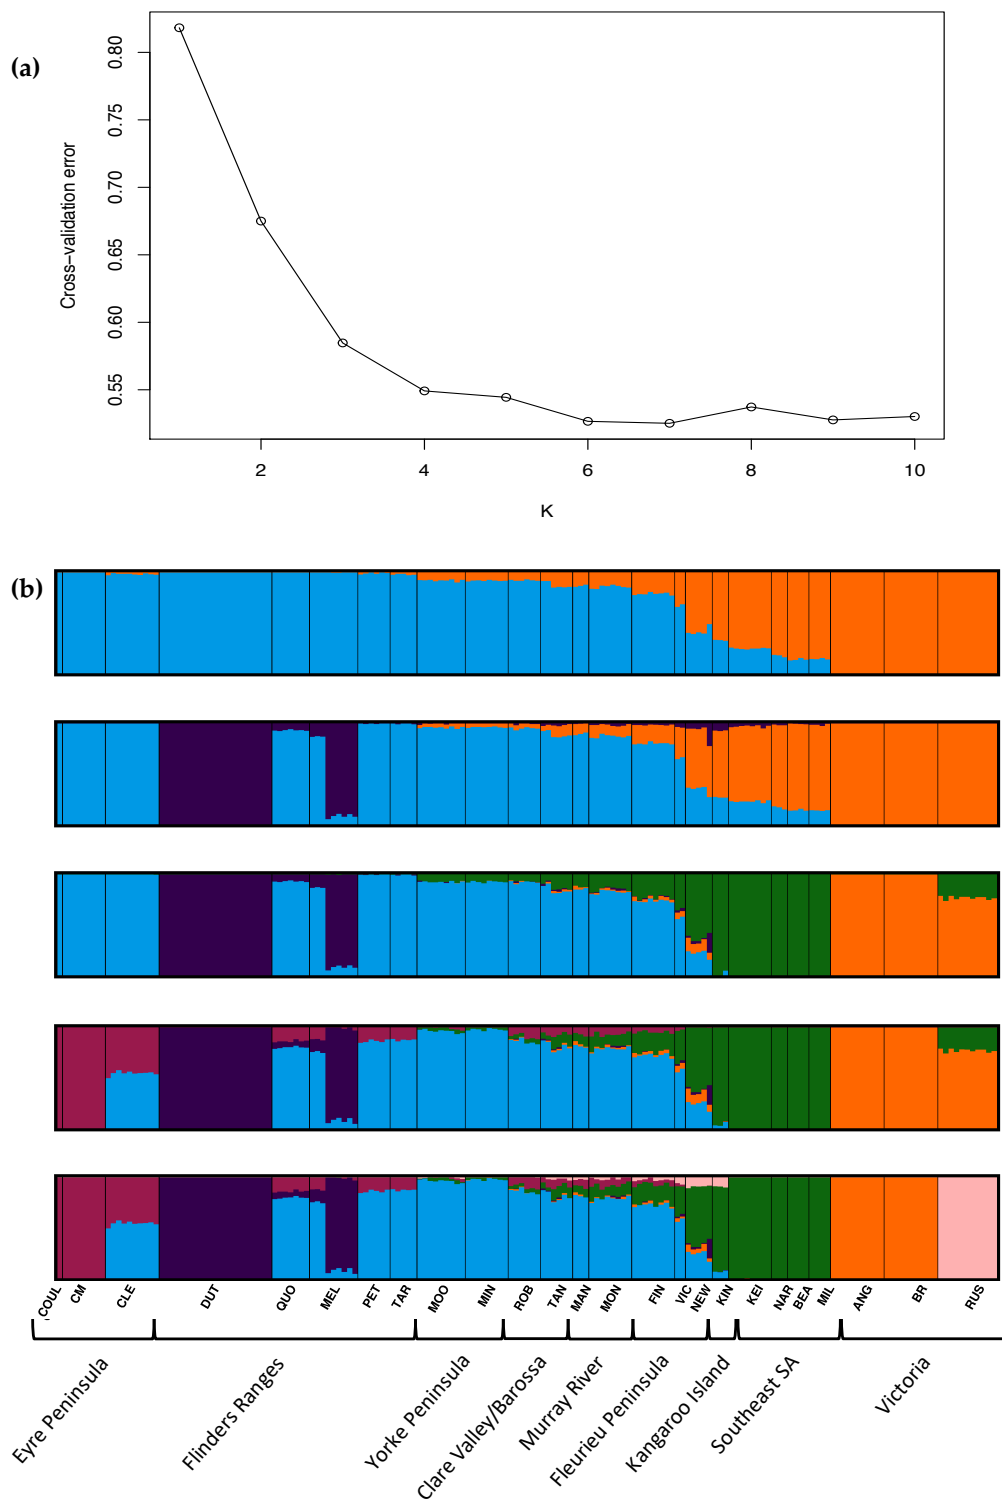 (a)
Cross-validation error
0.80
0.75
0.70
0.65
0.60
0.55
2 4 6 8 10
K
(b)
COUL CM CLE DUT QUO MEL PET TAR MOO MIN ROB TAN MAN MON FIN VIC NEW KIN KEI NAR BEA MIL ANG BR RUS
Eyre Peninsula
Flinders Ranges
Yorke Peninsula
Clare Valley/Barossa
Murray River
Fleurieu Peninsula
Kangaroo Island
Southeast SA
Victoria